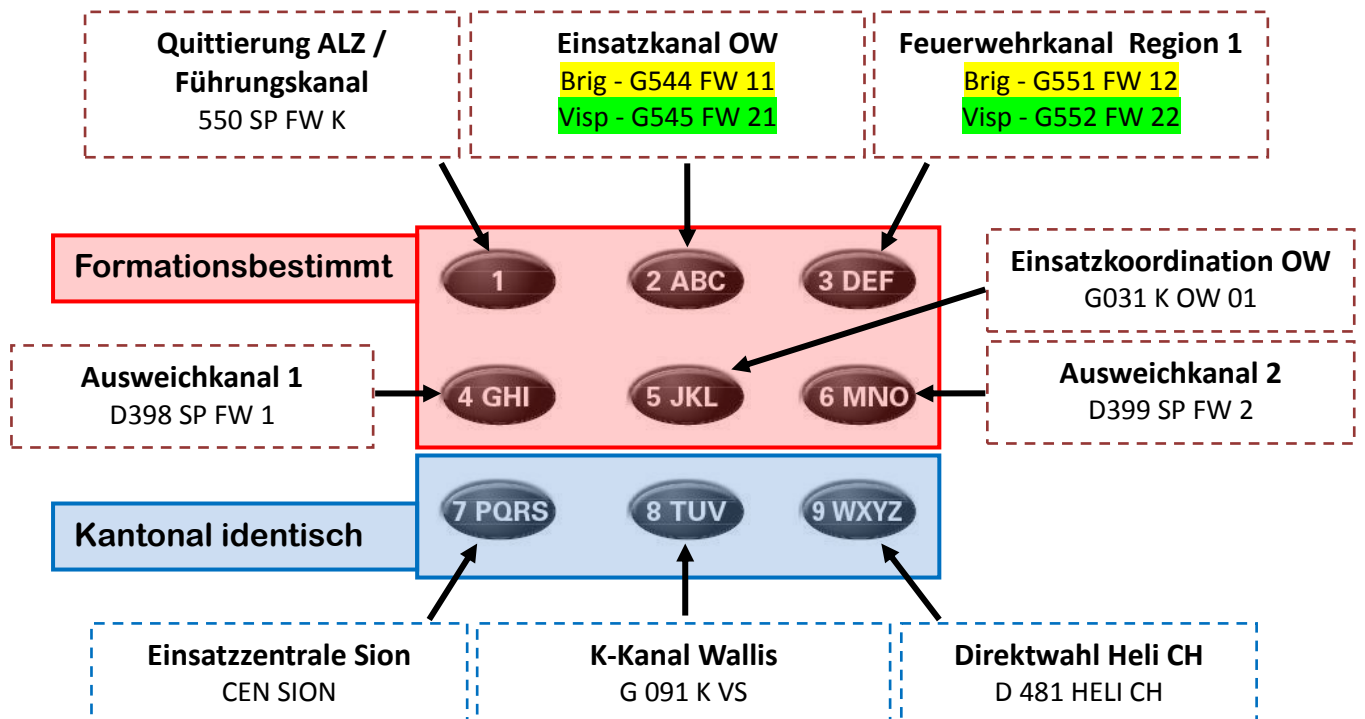 Quittierung ALZ /
Führungskanal
550 SP FW K
Einsatzkanal OW
Brig - G544 FW 11
Visp - G545 FW 21
Feuerwehrkanal  Region 1
Brig - G551 FW 12
Visp - G552 FW 22
Formationsbestimmt
1
2 ABC
3 DEF
Einsatzkoordination OW
G031 K OW 01
Ausweichkanal 1
D398 SP FW 1
4 GHI
5 JKL
6 MNO
Ausweichkanal 2
D399 SP FW 2
Kantonal identisch
7 PQRS
8 TUV
9 WXYZ
Einsatzzentrale Sion
CEN SION
K-Kanal Wallis
G 091 K VS
Direktwahl Heli CH
D 481 HELI CH